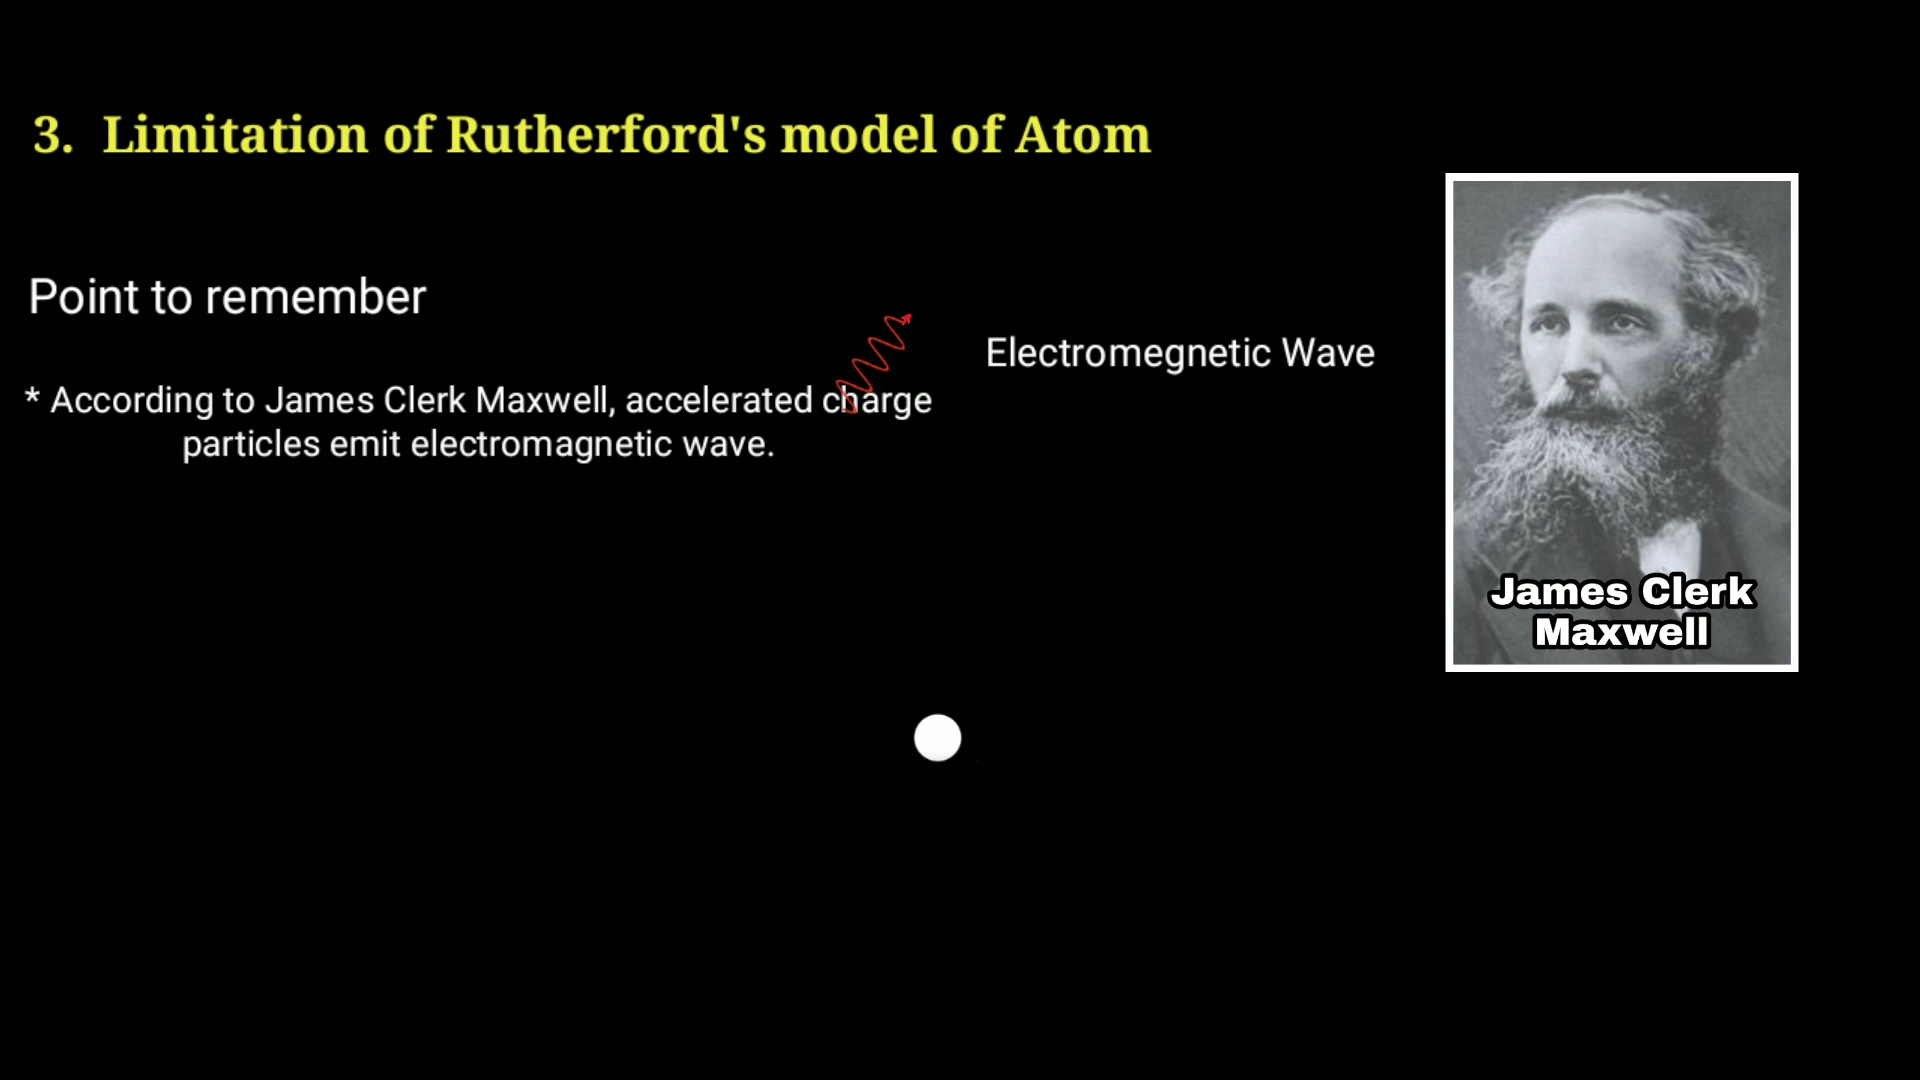 3. Limitation of Rutherford's model of Atom
Point to remember
Electromegnetic Wave
* According to James Clerk Maxwell, accelerated charge
particles emit electromagnetic wave.
James Clerk
Maxwell